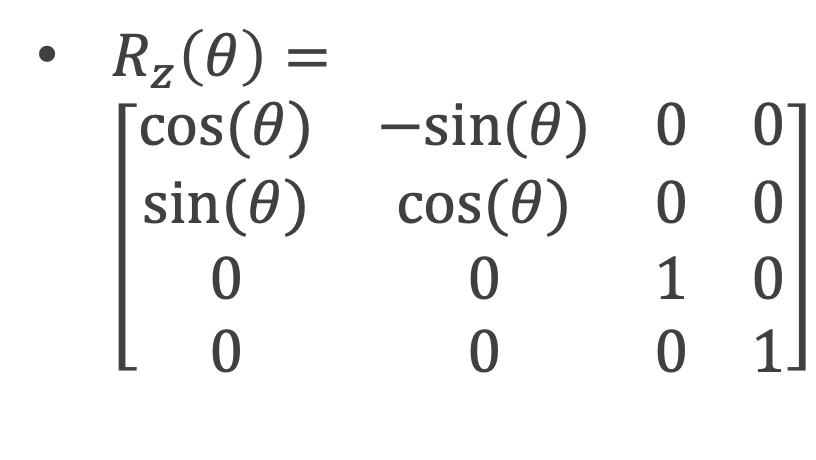 • R_z(θ) =
[cos(θ) −sin(θ) 0 0
sin(θ) cos(θ) 0 0
0 0 1 0
0 0 0 1]